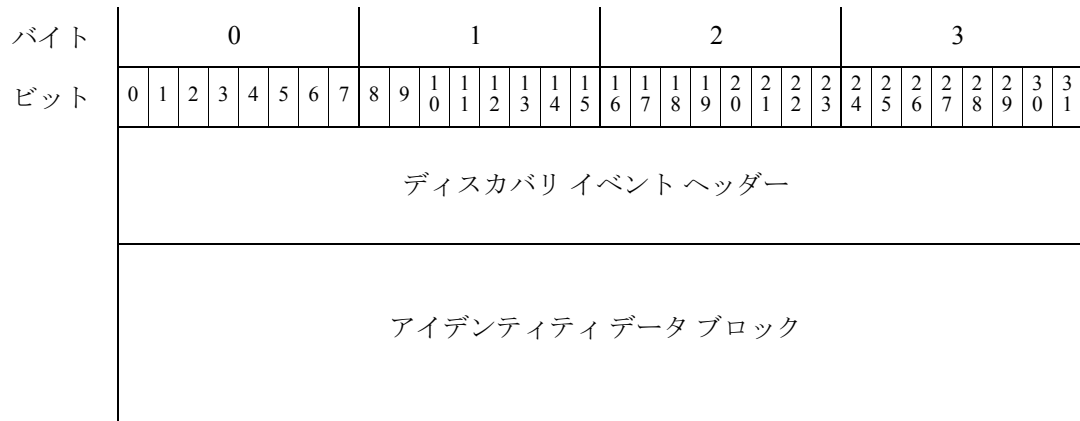 バイト 0 1 2 3
ビット 0 1 2 3 4 5 6 7 8 9 10 11 12 13 14 15 16 17 18 19 20 21 22 23 24 25 26 27 28 29 30 31
ディスカバリ イベント ヘッダー
アイデンティティ データ ブロック